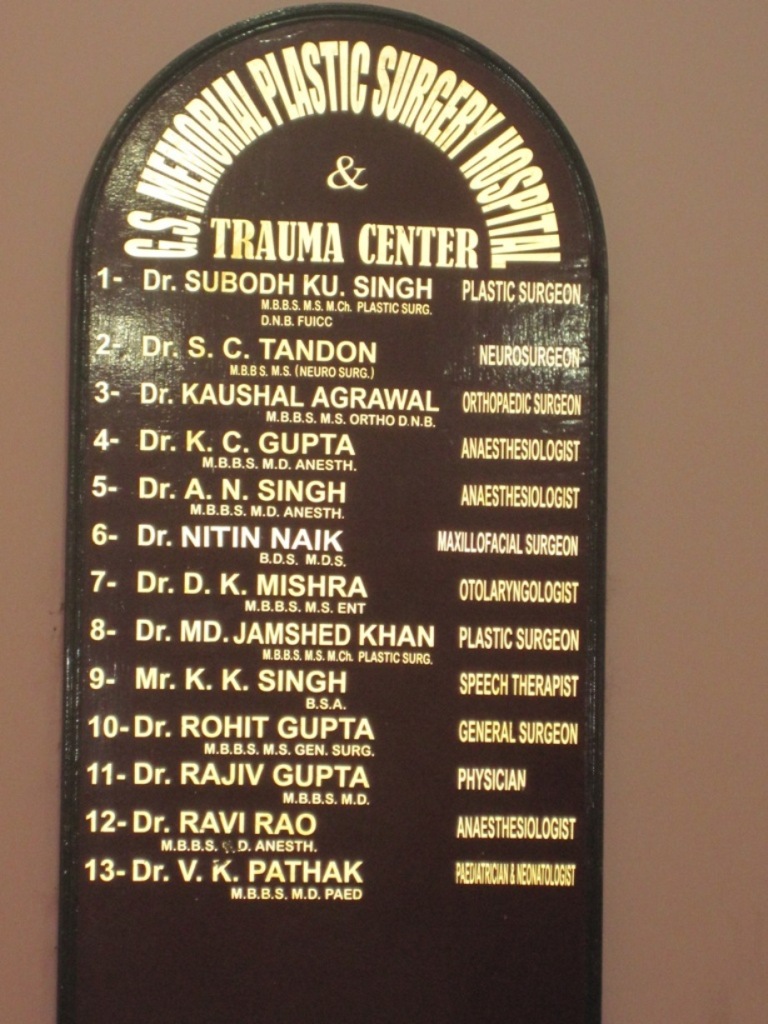 G.S. MEMORIAL PLASTIC SURGERY HOSPITAL
&
TRAUMA CENTER
1- Dr. SUBODH KU. SINGH PLASTIC SURGEON
M.B.B.S. M.S. M.Ch. PLASTIC SURG.
D.N.B. FUICC
2- Dr. S. C. TANDON NEUROSURGEON
M.B.B.S. M.S. (NEURO SURG.)
3- Dr. KAUSHAL AGRAWAL ORTHOPAEDIC SURGEON
M.B.B.S. M.S. ORTHO D.N.B.
4- Dr. K. C. GUPTA ANAESTHESIOLOGIST
M.B.B.S. M.D. ANESTH.
5- Dr. A. N. SINGH ANAESTHESIOLOGIST
M.B.B.S. M.D. ANESTH.
6- Dr. NITIN NAIK MAXILLOFACIAL SURGEON
B.D.S. M.D.S.
7- Dr. D. K. MISHRA OTOLARYNGOLOGIST
M.B.B.S. M.S. ENT
8- Dr. MD. JAMSHED KHAN PLASTIC SURGEON
M.B.B.S. M.S. M.Ch. PLASTIC SURG.
9- Mr. K. K. SINGH SPEECH THERAPIST
B.S.A.
10- Dr. ROHIT GUPTA GENERAL SURGEON
M.B.B.S. M.S. GEN. SURG.
11- Dr. RAJIV GUPTA PHYSICIAN
M.B.B.S. M.D.
12- Dr. RAVI RAO ANAESTHESIOLOGIST
M.B.B.S. D. ANESTH.
13- Dr. V. K. PATHAK PAEDIATRICIAN & NEONATOLOGIST
M.B.B.S. M.D. PAED